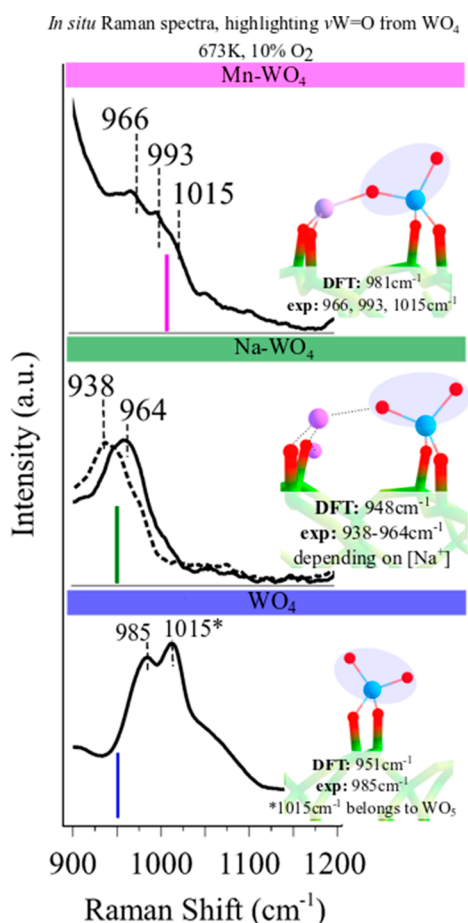 In situ Raman spectra, highlighting νW=O from WO₄
673K, 10% O₂
Mn-WO₄
966
993
1015
DFT: 981cm⁻¹
exp: 966, 993, 1015cm⁻¹
Na-WO₄
938
964
DFT: 948cm⁻¹
exp: 938-964cm⁻¹
depending on [Na⁺]
WO₄
985
1015*
DFT: 951cm⁻¹
exp: 985cm⁻¹
*1015cm⁻¹ belongs to WO₅
Intensity (a.u.)
900 1000 1100 1200
Raman Shift (cm⁻¹)